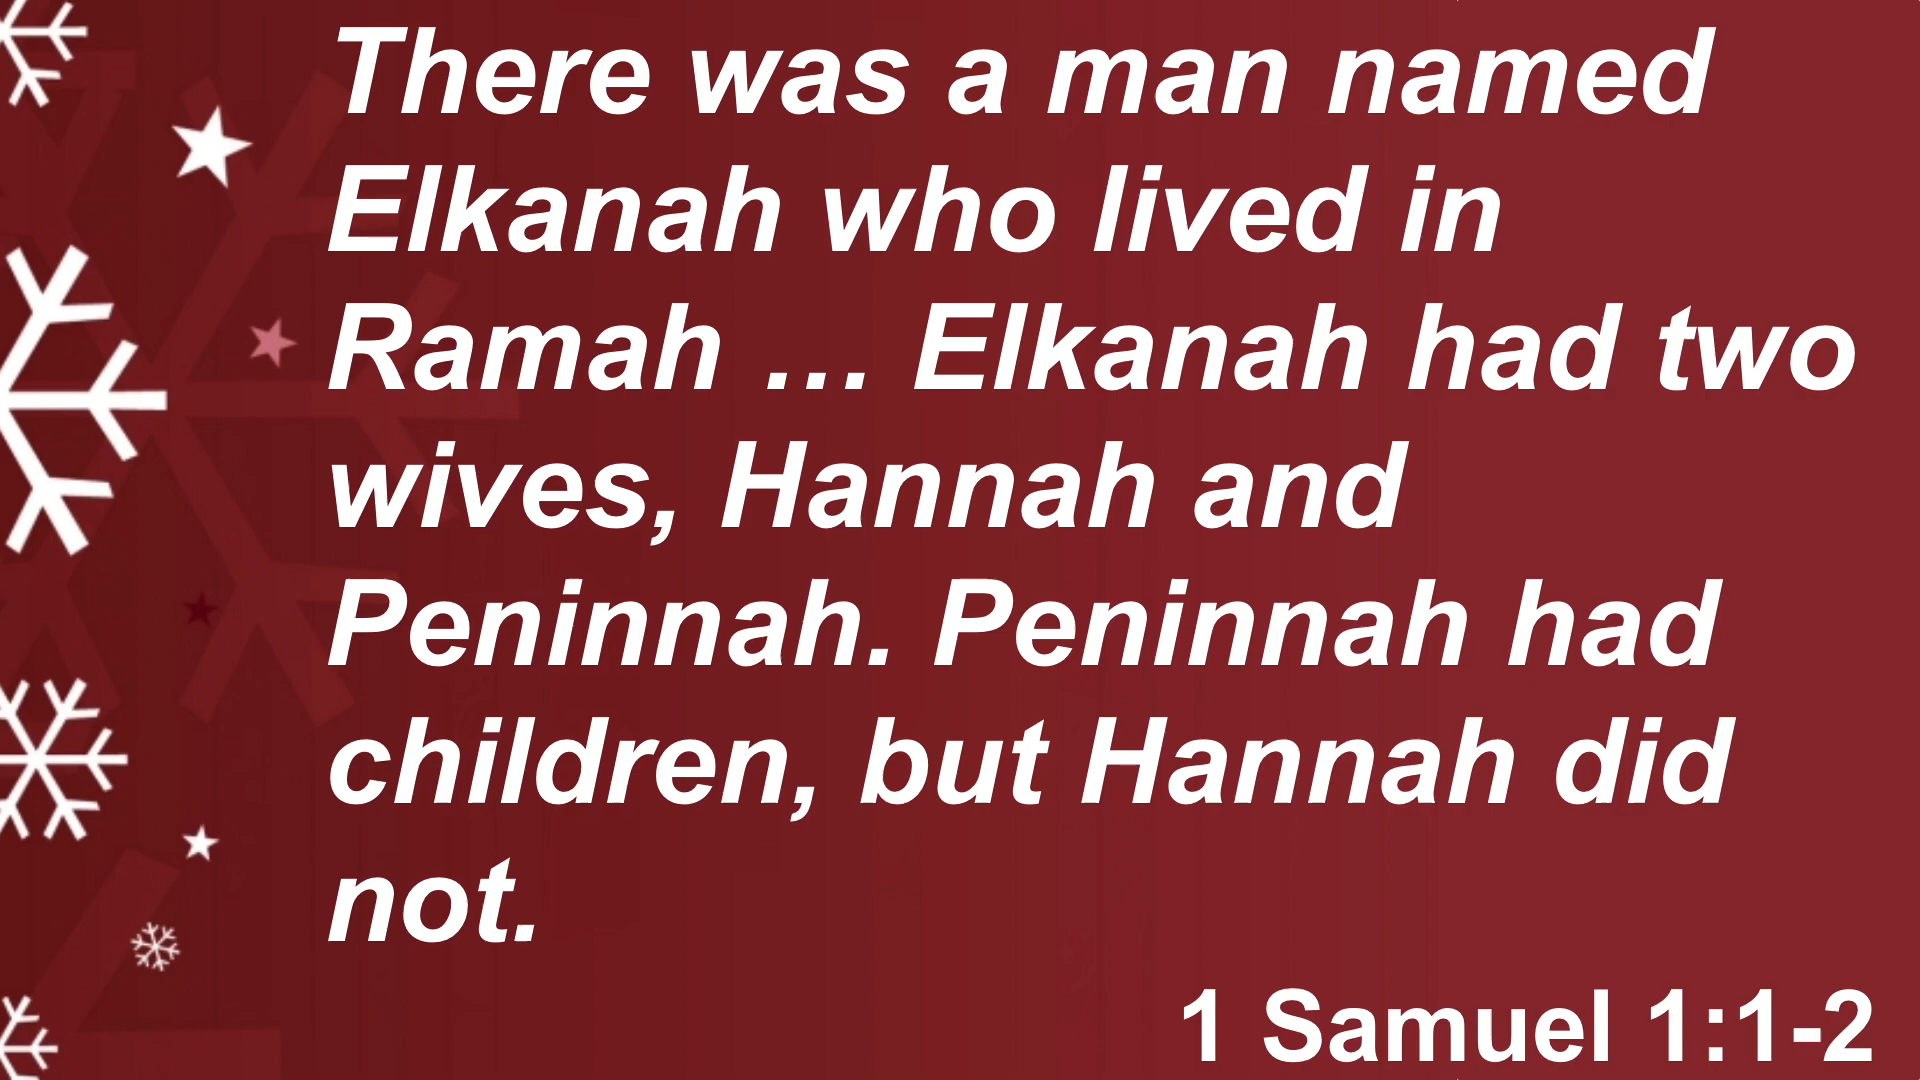 There was a man named
Elkanah who lived in
Ramah … Elkanah had two
wives, Hannah and
Peninnah. Peninnah had
children, but Hannah did
not.
1 Samuel 1:1-2